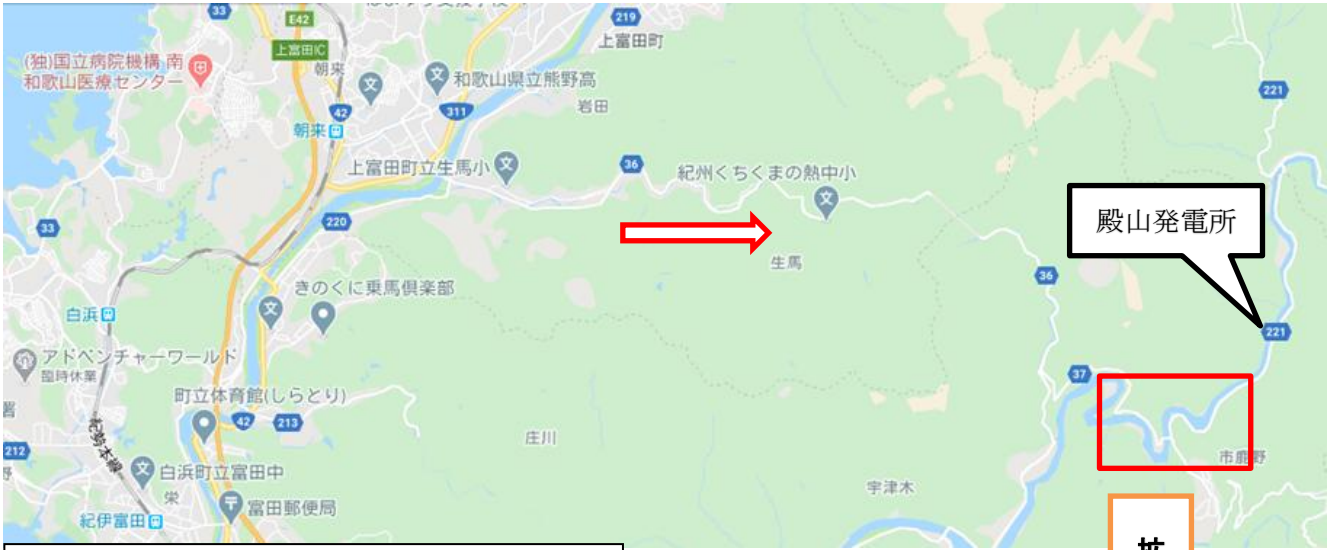 33
E42
219
上富田IC
上富田町
(独)国立病院機構 南
和歌山医療センター
朝来
和歌山県立熊野高
221
42
311
岩田
朝来
上富田町立生馬小
36
紀州くちくまの熱中小
殿山発電所
33
220
生馬
36
きのくに乗馬倶楽部
白浜
221
アドベンチャーワールド
臨時休業
37
町立体育館(しらとり)
署
42
213
紀勢本線
庄川
212
市鹿野
野
白浜町立富田中
宇津木
栄
富田郵便局
紀伊富田
拡